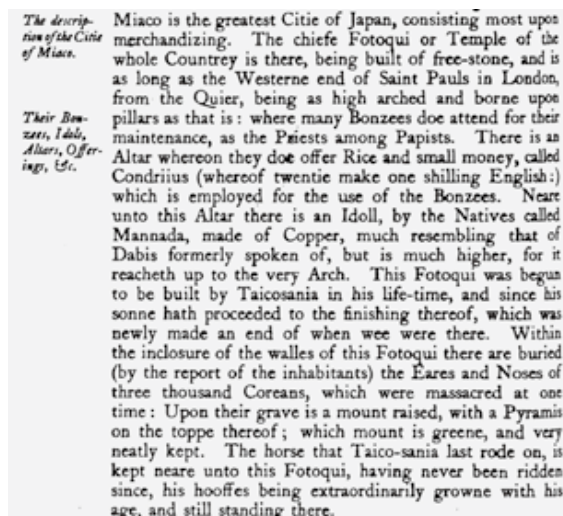 The descrip-
tion of the Citie
of Miaco.
Miaco is the greatest Citie of Japan, consisting most upon
merchandizing. The chiefe Fotoqui or Temple of the
whole Countrey is there, being built of free-stone, and is
as long as the Westerne end of Saint Pauls in London,
from the Quier, being as high arched and borne upon
Their Bon-
zees, Idols,
Altars, Offer-
ings, &c.
pillars as that is: where many Bonzees doe attend for their
maintenance, as the Priests among Papists. There is an
Altar whereon they doe offer Rice and small money, called
Condriius (whereof twentie make one shilling English:)
which is employed for the use of the Bonzees. Neare
unto this Altar there is an Idoll, by the Natives called
Mannada, made of Copper, much resembling that of
Dabis formerly spoken of, but is much higher, for it
reacheth up to the very Arch. This Fotoqui was begun
to be built by Taicosania in his life-time, and since his
sonne hath proceeded to the finishing thereof, which was
newly made an end of when wee were there. Within
the inclosure of the walles of this Fotoqui there are buried
(by the report of the inhabitants) the Eares and Noses of
three thousand Coreans, which were massacred at one
time: Upon their grave is a mount raised, with a Pyramis
on the toppe thereof; which mount is greene, and very
neatly kept. The horse that Taico-sania last rode on, is
kept neare unto this Fotoqui, having never been ridden
since, his hooffes being extraordinarily growne with his
age, and still standing there.